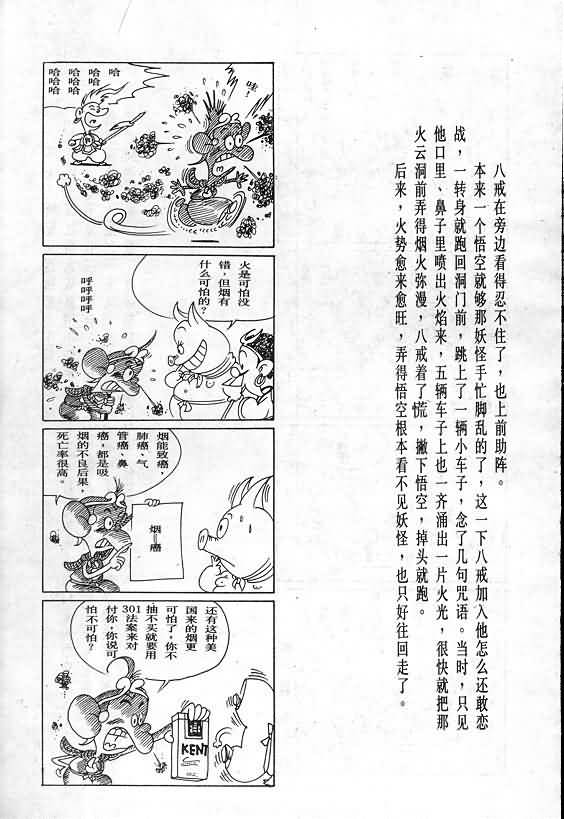 八戒在旁边看得忍不住了，也上前助阵。
本来一个悟空就够那妖怪手忙脚乱的了，这一下八戒加入他怎么还敢恋
战，一转身就跑回洞门前，跳上了一辆小车子，念了几句咒语。当时，只见
他口里、鼻子里喷出火焰来，五辆车子上也一齐涌出一片火光，很快就把那
火云洞前弄得烟火弥漫，八戒着了慌，撇下悟空，掉头就跑。
后来，火势愈来愈旺，弄得悟空根本看不见妖怪，也只好往回走了。
哈
哈哈
哈哈哈
哈哈哈
哇！
火是可怕没
错，但烟有
什么可怕的？
呼呼呼呼
烟能致癌，
肺癌、气
管癌、鼻
癌，都是吸
烟的不良后果，
死亡率很高。
烟＝癌
还有这种美
国来的烟更
可怕了，你不
抽不买就要用
301法案来对
付你，你说可
怕不可怕？
KENT